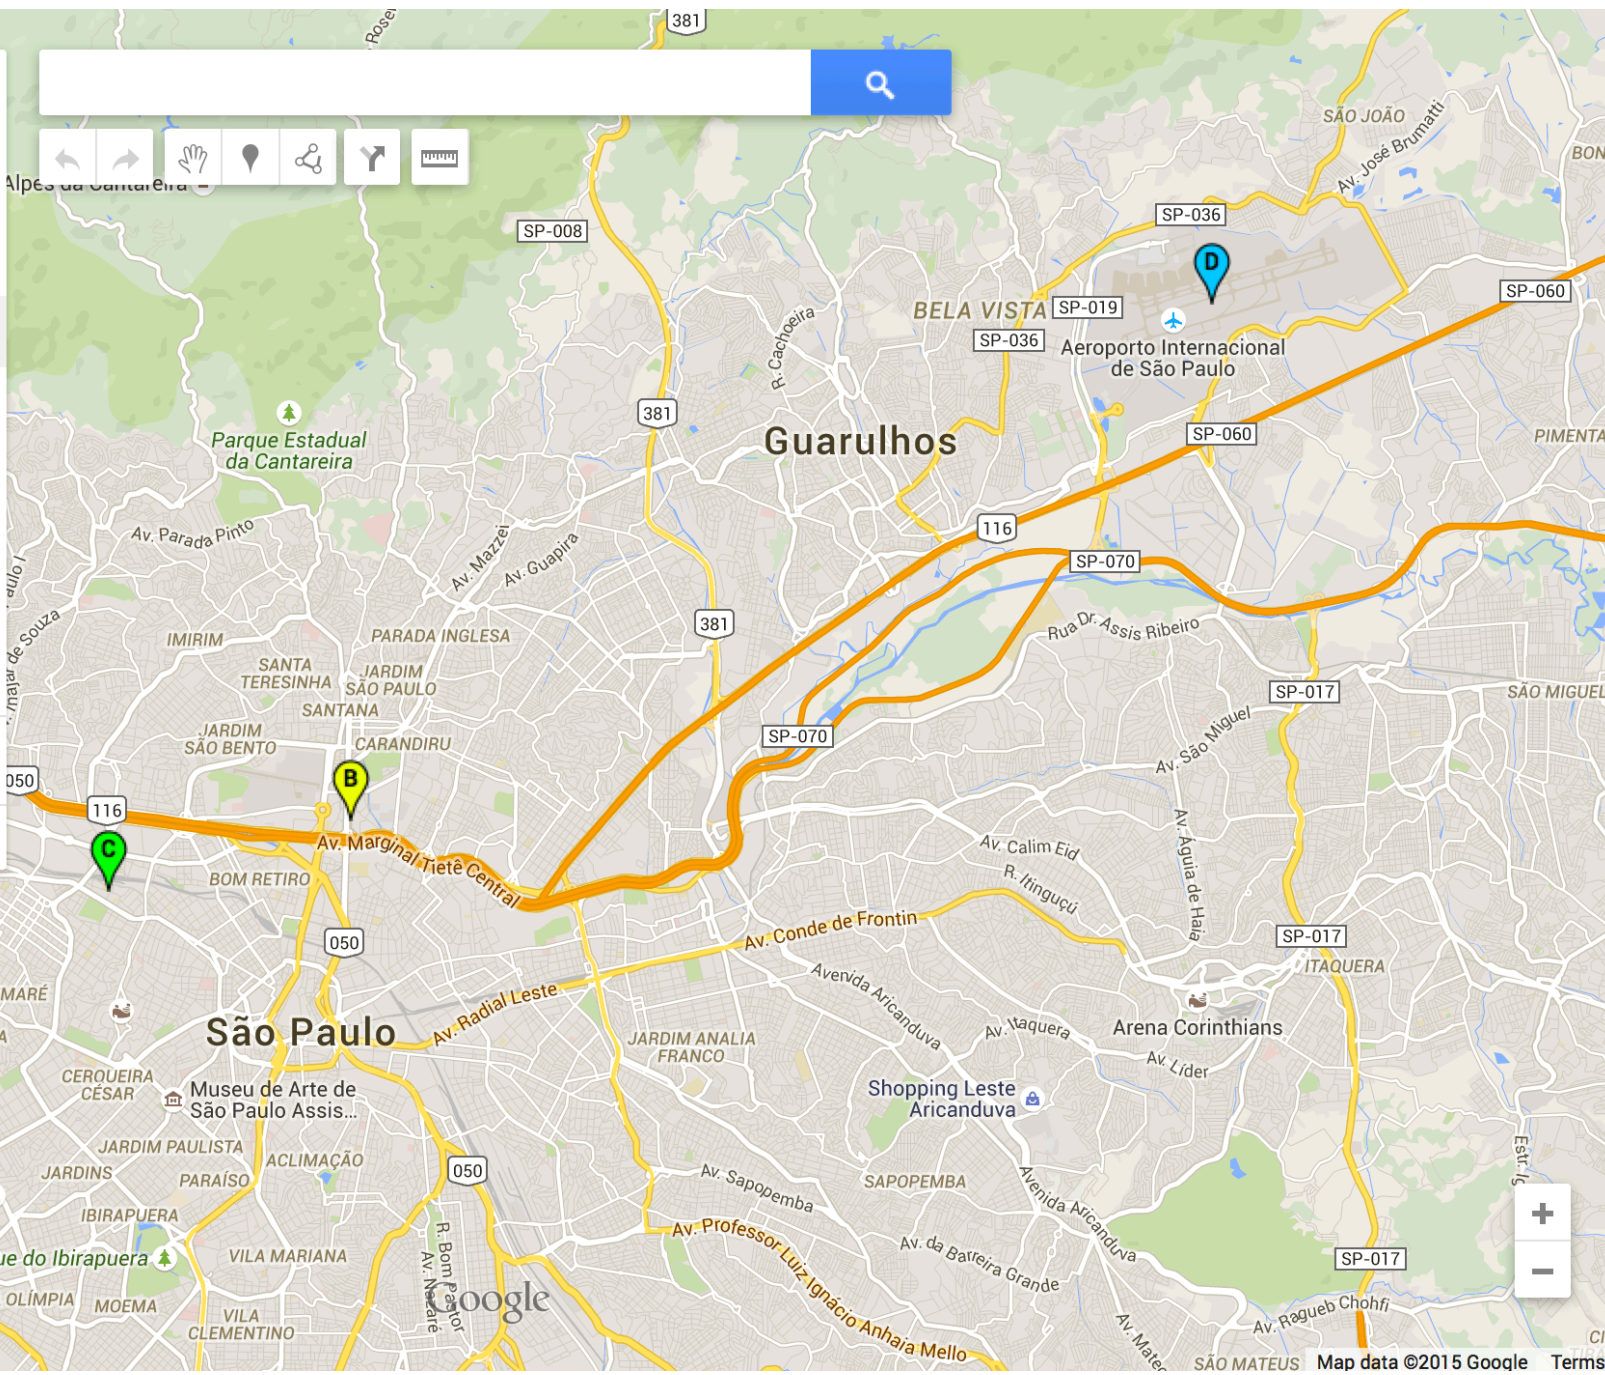 381
Alpes da Cantareira
SÃO JOÃO
Av. José Brumatti
BON
SP-008
SP-036
D
SP-060
BELA VISTA
SP-019
SP-036
R. Cachoeira
Aeroporto Internacional
de São Paulo
381
Parque Estadual
da Cantareira
Guarulhos
SP-060
PIMENTA
Av. Parada Pinto
Av. Mazzei
Av. Guapira
116
SP-070
381
Rua Dr. Assis Ribeiro
IMIRIM
PARADA INGLESA
SANTA
TERESINHA
JARDIM
SÃO PAULO
SANTANA
SP-017
SÃO MIGUEL
JARDIM
SÃO BENTO
CARANDIRU
SP-070
Av. São Miguel
050
B
116
C
Av. Marginal Tietê Central
Av. Calim Eid
Av. Águia de Haia
BOM RETIRO
R. Itinguçú
050
Av. Conde de Frontin
SP-017
ITAQUERA
MARÉ
Av. Radial Leste
Avenida Aricanduva
São Paulo
JARDIM ANALIA
FRANCO
Av. Itaquera
Arena Corinthians
Av. Líder
CERQUEIRA
CÉSAR
Museu de Arte de
São Paulo Assis...
Shopping Leste
Aricanduva
JARDIM PAULISTA
JARDINS
ACLIMAÇÃO
PARAÍSO
050
Av. Sapopemba
SAPOPEMBA
Avenida Aricanduva
IBIRAPUERA
Av. Professor Luiz Ignácio Anhaia Mello
ue do Ibirapuera
VILA MARIANA
R. Bom Pastor
Av. Nazaré
Av. da Barreira Grande
SP-017
OLÍMPIA
MOEMA
Google
VILA
CLEMENTINO
Av. Ragueb Chohfi
SÃO MATEUS
Map data ©2015 Google
Terms